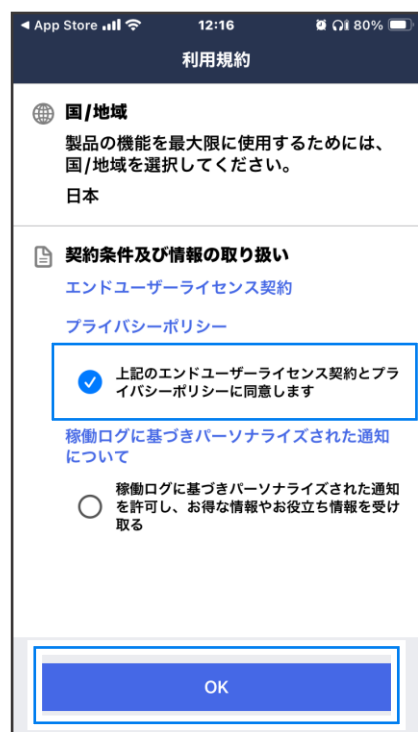 App Store 12:16 80%
利用規約
国/地域
製品の機能を最大限に使用するためには、
国/地域を選択してください。
日本
契約条件及び情報の取り扱い
エンドユーザーライセンス契約
プライバシーポリシー
上記のエンドユーザーライセンス契約とプラ
イバシーポリシーに同意します
稼働ログに基づきパーソナライズされた通知
について
稼働ログに基づきパーソナライズされた通知
を許可し、お得な情報やお役立ち情報を受け
取る
OK